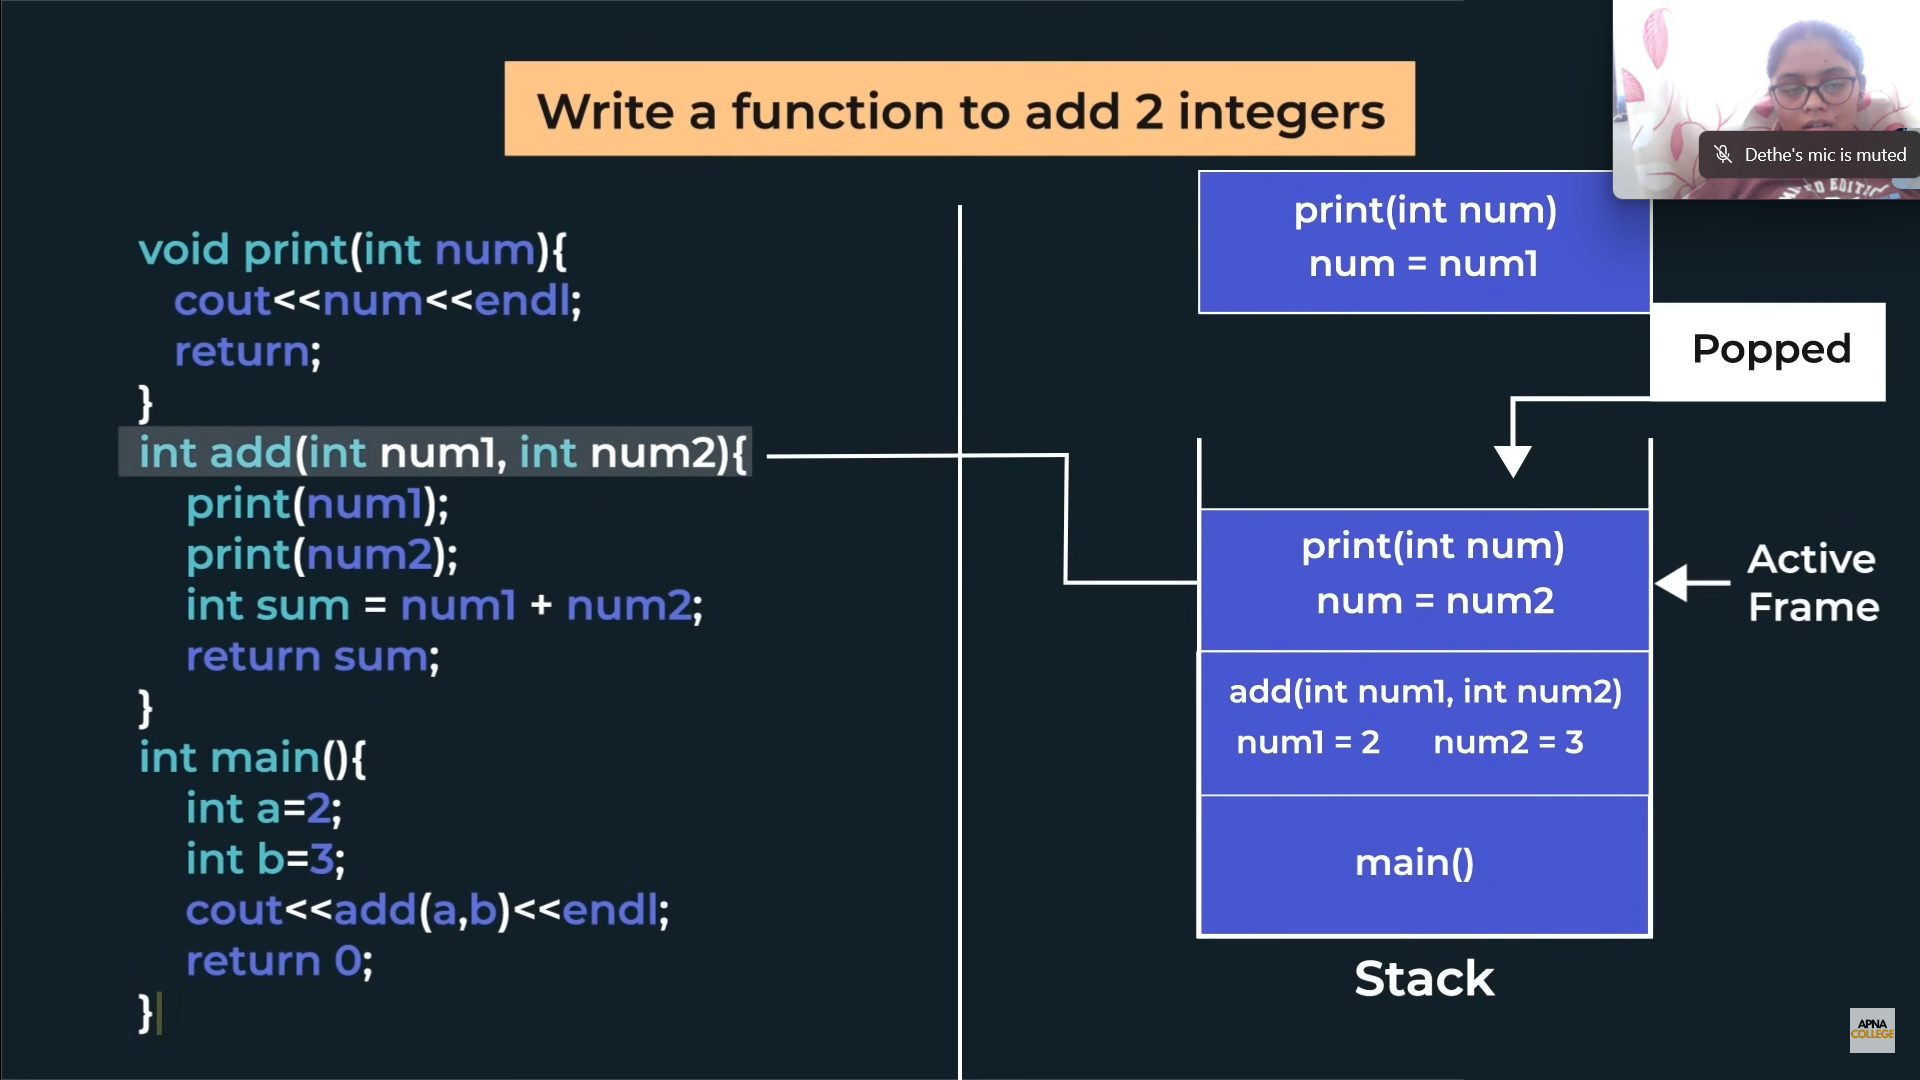 Write a function to add 2 integers
Dethe's mic is muted
void print(int num){
cout<<num<<endl;
return;
}
int add(int num1, int num2){
print(num1);
print(num2);
int sum = num1 + num2;
return sum;
}
int main(){
int a=2;
int b=3;
cout<<add(a,b)<<endl;
return 0;
}
print(int num)
num = num1
Popped
print(int num)
num = num2
Active
Frame
add(int num1, int num2)
num1 = 2 num2 = 3
main()
Stack
APNA
COLLEGE